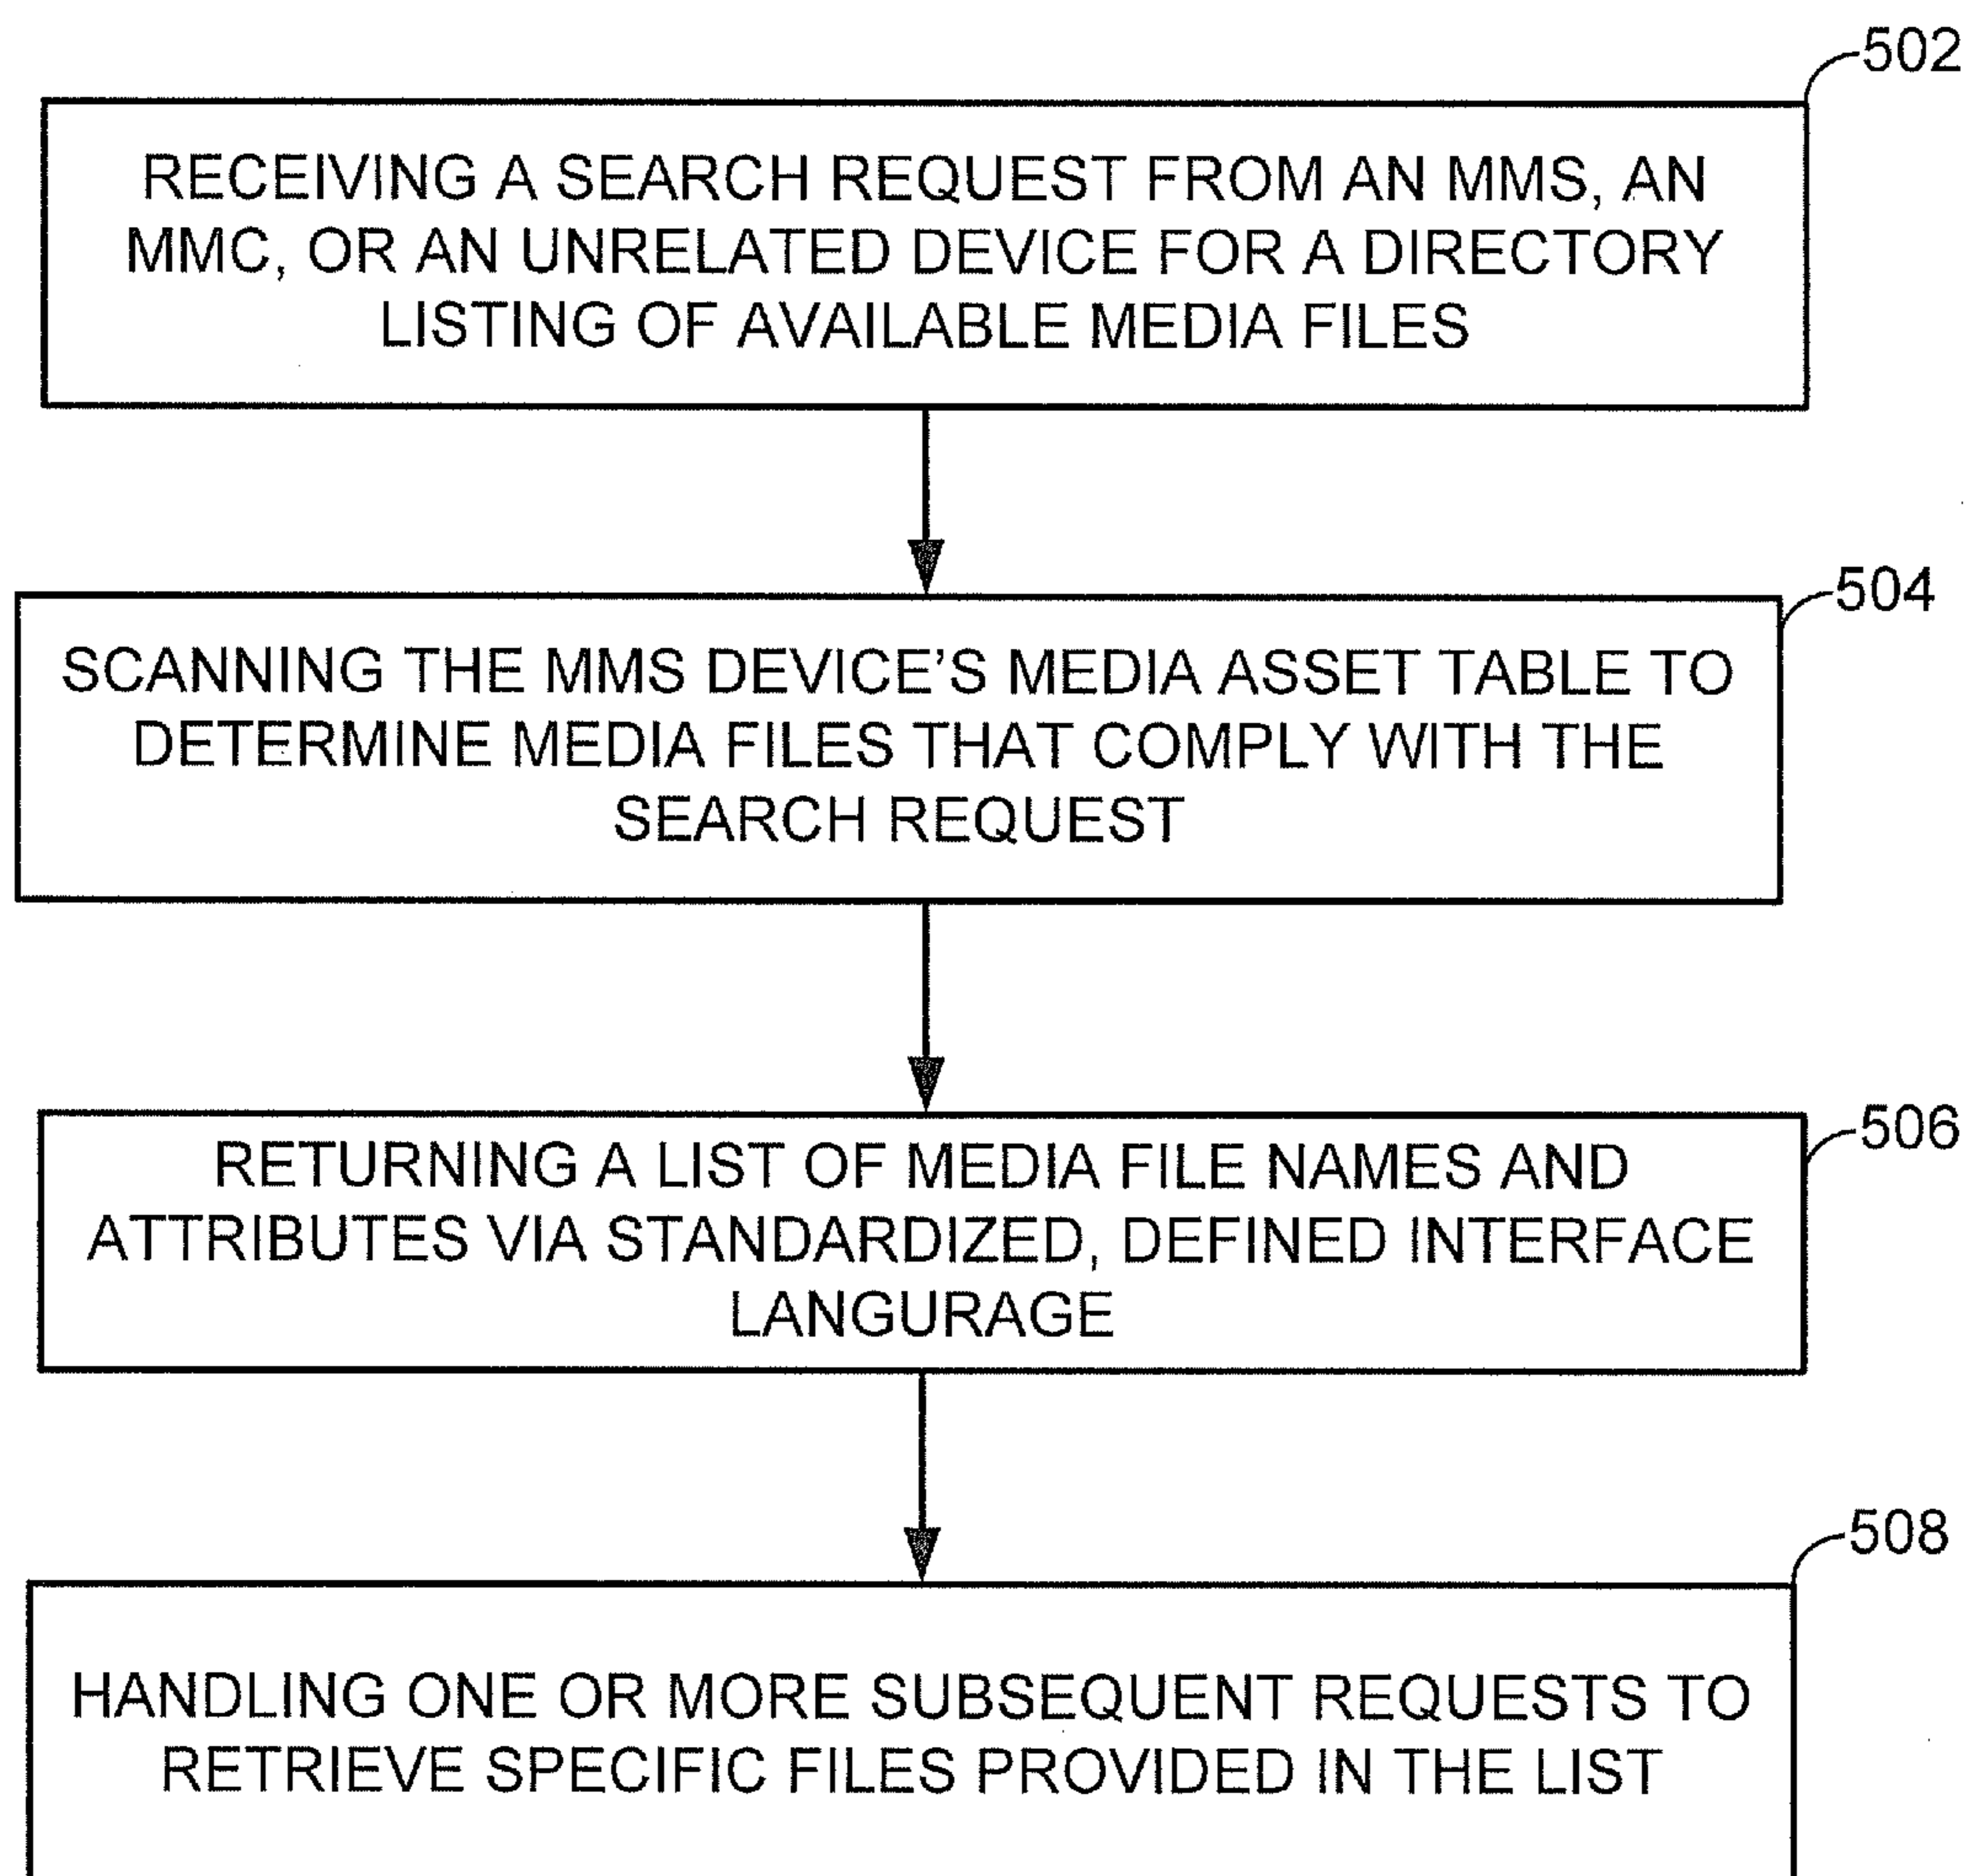 502
RECEIVING A SEARCH REQUEST FROM AN MMS, AN
MMC, OR AN UNRELATED DEVICE FOR A DIRECTORY
LISTING OF AVAILABLE MEDIA FILES
504
SCANNING THE MMS DEVICE'S MEDIA ASSET TABLE TO
DETERMINE MEDIA FILES THAT COMPLY WITH THE
SEARCH REQUEST
506
RETURNING A LIST OF MEDIA FILE NAMES AND
ATTRIBUTES VIA STANDARDIZED, DEFINED INTERFACE
LANGURAGE
508
HANDLING ONE OR MORE SUBSEQUENT REQUESTS TO
RETRIEVE SPECIFIC FILES PROVIDED IN THE LIST